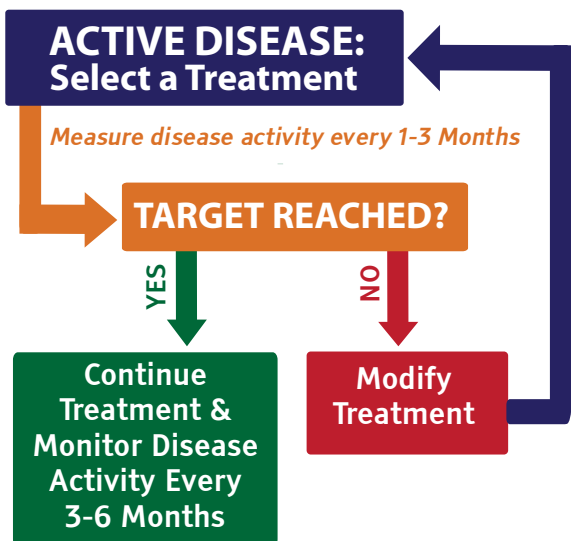 ACTIVE DISEASE:
Select a Treatment
Measure disease activity every 1-3 Months
TARGET REACHED?
YES
NO
Continue
Treatment &
Monitor Disease
Activity Every
3-6 Months
Modify
Treatment